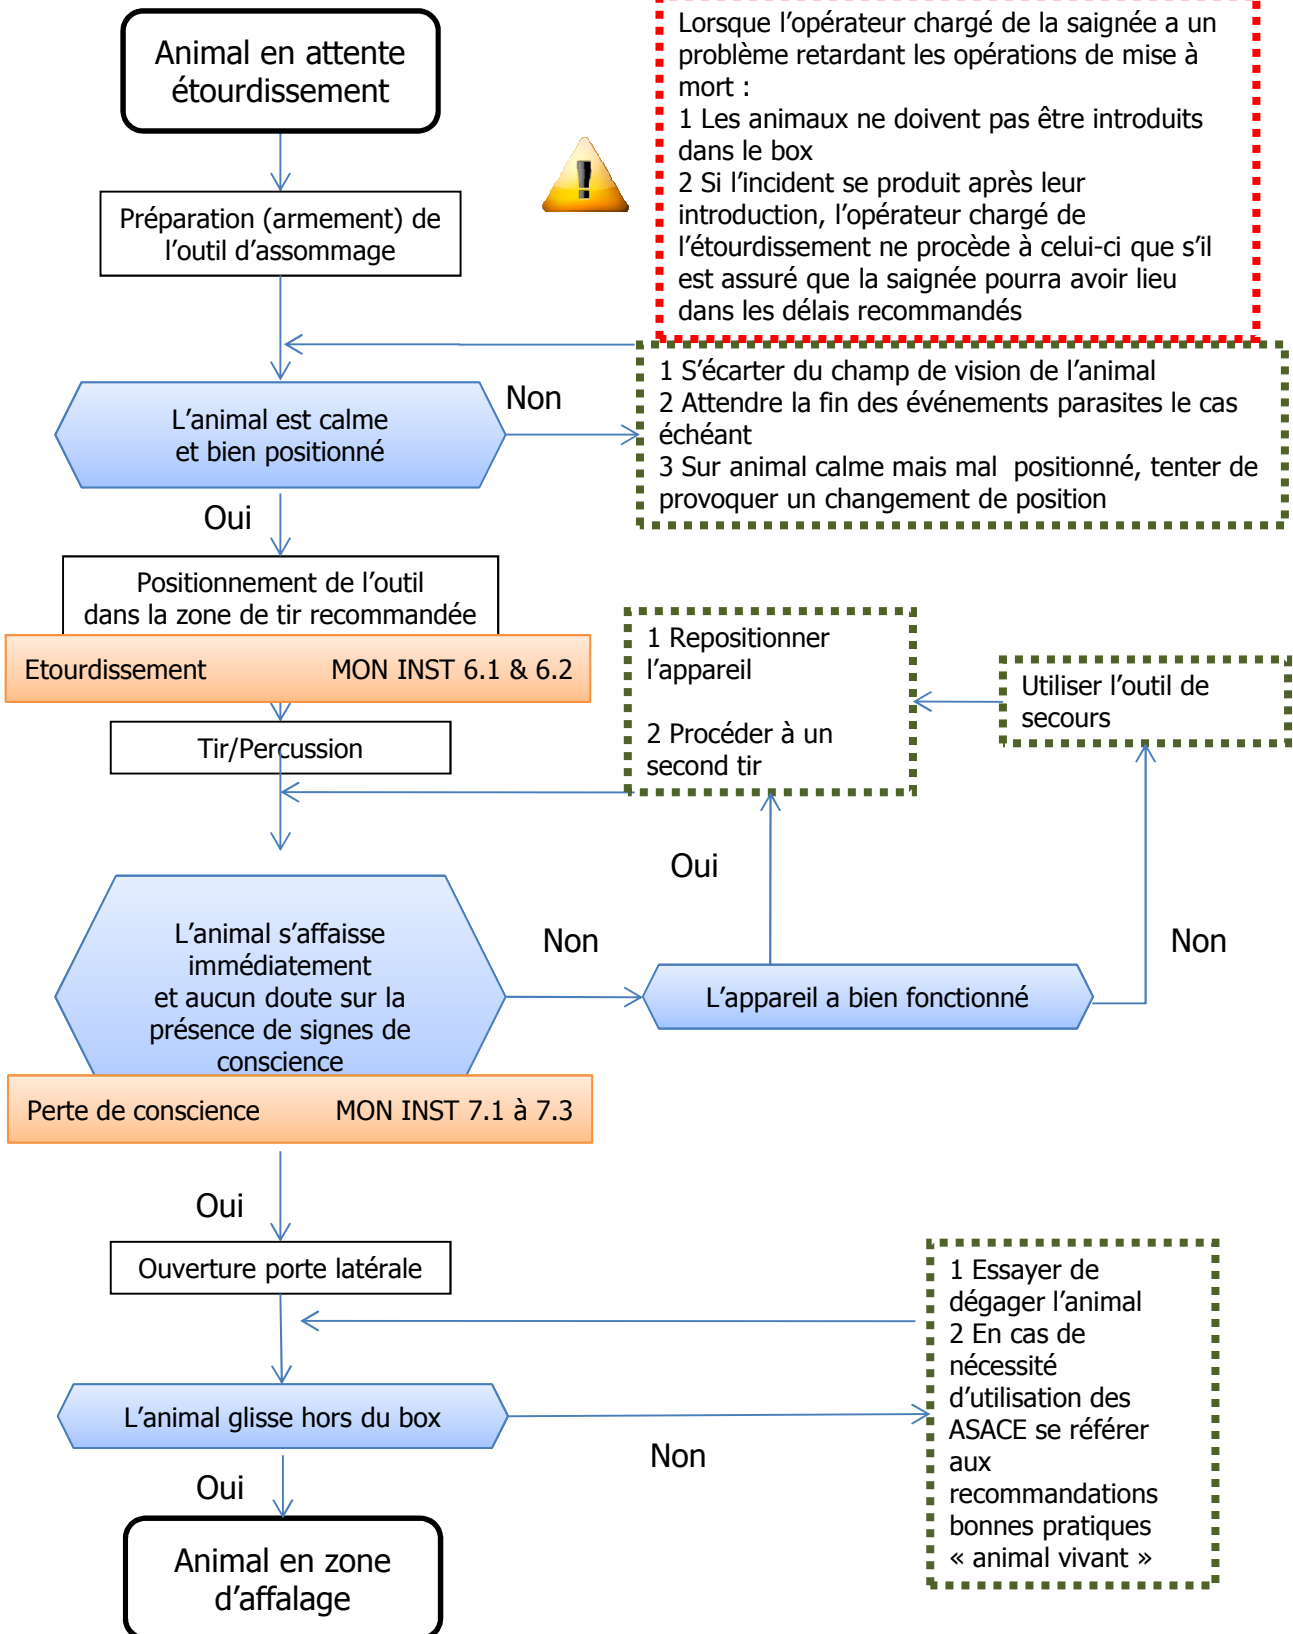 Animal en attente
étourdissement
Lorsque l’opérateur chargé de la saignée a un
problème retardant les opérations de mise à
mort :
1 Les animaux ne doivent pas être introduits
dans le box
2 Si l’incident se produit après leur
introduction, l’opérateur chargé de
l’étourdissement ne procède à celui-ci que s’il
est assuré que la saignée pourra avoir lieu
dans les délais recommandés
!
Préparation (armement) de
l’outil d’assommage
L’animal est calme
et bien positionné
Non
1 S’écarter du champ de vision de l’animal
2 Attendre la fin des événements parasites le cas
échéant
3 Sur animal calme mais mal positionné, tenter de
provoquer un changement de position
Oui
Positionnement de l’outil
dans la zone de tir recommandée
Etourdissement MON INST 6.1 & 6.2
Tir/Percussion
1 Repositionner
l’appareil
2 Procéder à un
second tir
Utiliser l’outil de
secours
Oui
Non
L’animal s’affaisse
immédiatement
et aucun doute sur la
présence de signes de
conscience
Non
L’appareil a bien fonctionné
Perte de conscience MON INST 7.1 à 7.3
Oui
Ouverture porte latérale
1 Essayer de
dégager l’animal
2 En cas de
nécessité
d’utilisation des
ASACE se référer
aux
recommandations
bonnes pratiques
« animal vivant »
L’animal glisse hors du box
Non
Oui
Animal en zone
d’affalage